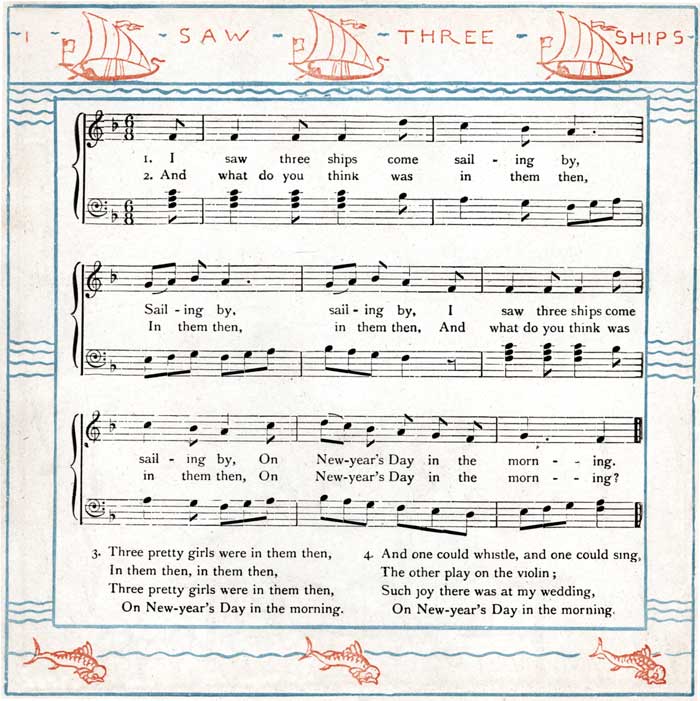 I SAW THREE SHIPS
6 8
1. I saw three ships come sail - ing by,
2. And what do you think was in them then,
6 8
Sail - ing by, sail - ing by, I saw three ships come
In them then, in them then, And what do you think was
sail - ing by, On New-year's Day in the morn - - ing.
in them then, On New-year's Day in the morn - - ing?
3. Three pretty girls were in them then,
In them then, in them then,
Three pretty girls were in them then,
On New-year's Day in the morning.
4. And one could whistle, and one could sing,
The other play on the violin;
Such joy there was at my wedding,
On New-year's Day in the morning.